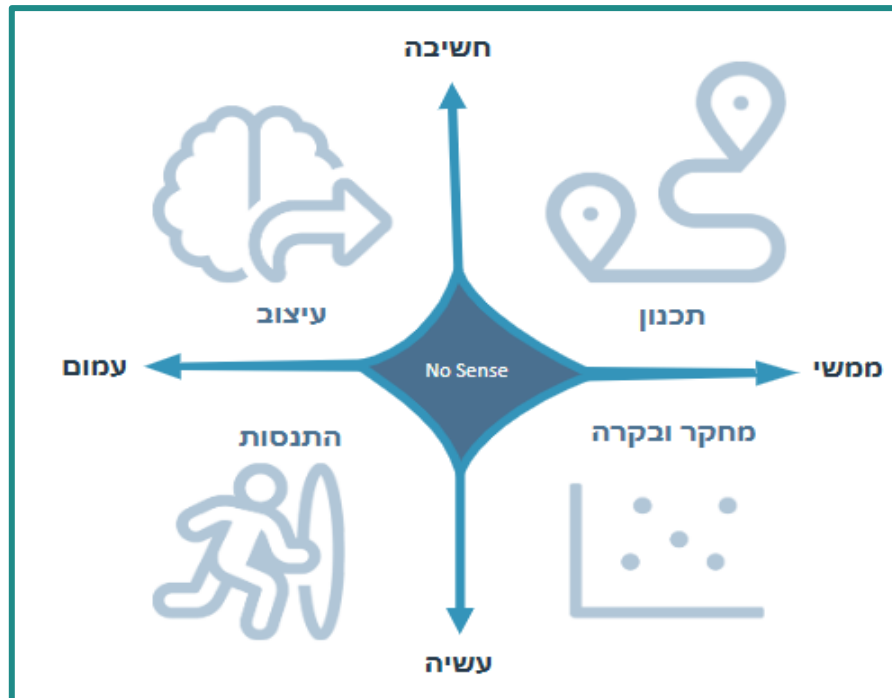 חשיבה
עיצוב
תכנון
עמום
No Sense
ממשי
התנסות
מחקר ובקרה
עשיה